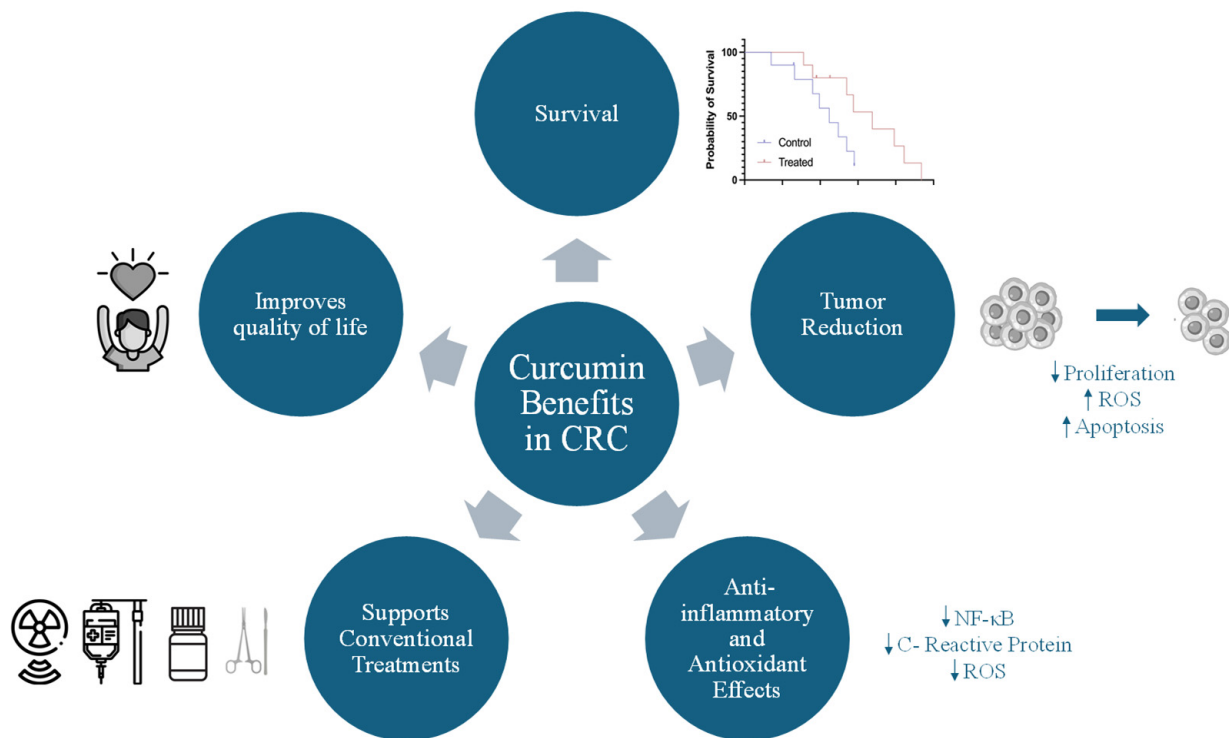 Survival
100
50
0
Probability of Survival
Control
Treated
Improves
quality of life
Tumor
Reduction
↓ Proliferation
↑ ROS
↑ Apoptosis
Curcumin
Benefits
in CRC
Supports
Conventional
Treatments
Anti-
inflammatory
and
Antioxidant
Effects
↓ NF-κB
↓ C- Reactive Protein
↓ ROS